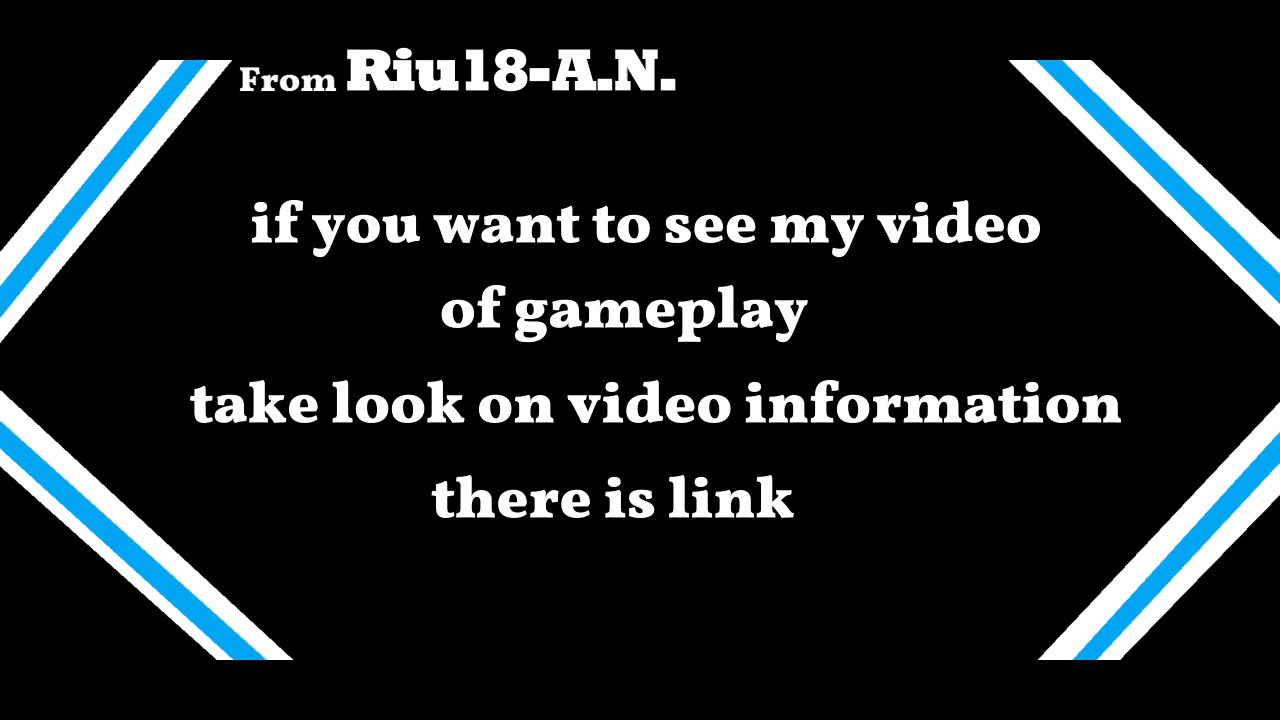 From Riu18-A.N.
if you want to see my video
of gameplay
take look on video information
there is link